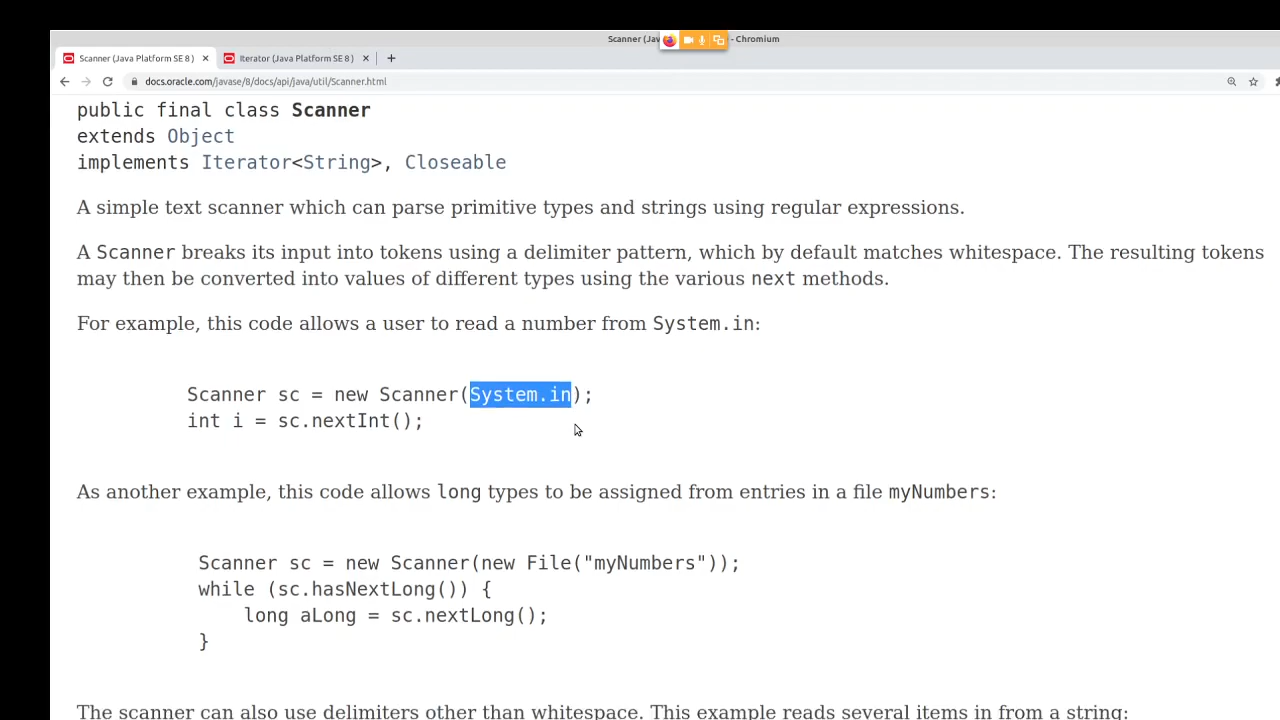 Scanner (Jav - Chromium
Scanner (Java Platform SE 8 ) × Iterator (Java Platform SE 8 ) × +
docs.oracle.com/javase/8/docs/api/java/util/Scanner.html
public final class Scanner
extends Object
implements Iterator<String>, Closeable
A simple text scanner which can parse primitive types and strings using regular expressions.
A Scanner breaks its input into tokens using a delimiter pattern, which by default matches whitespace. The resulting tokens
may then be converted into values of different types using the various next methods.
For example, this code allows a user to read a number from System.in:
Scanner sc = new Scanner(System.in);
int i = sc.nextInt();
As another example, this code allows long types to be assigned from entries in a file myNumbers:
Scanner sc = new Scanner(new File("myNumbers"));
while (sc.hasNextLong()) {
long aLong = sc.nextLong();
}
The scanner can also use delimiters other than whitespace. This example reads several items in from a string: